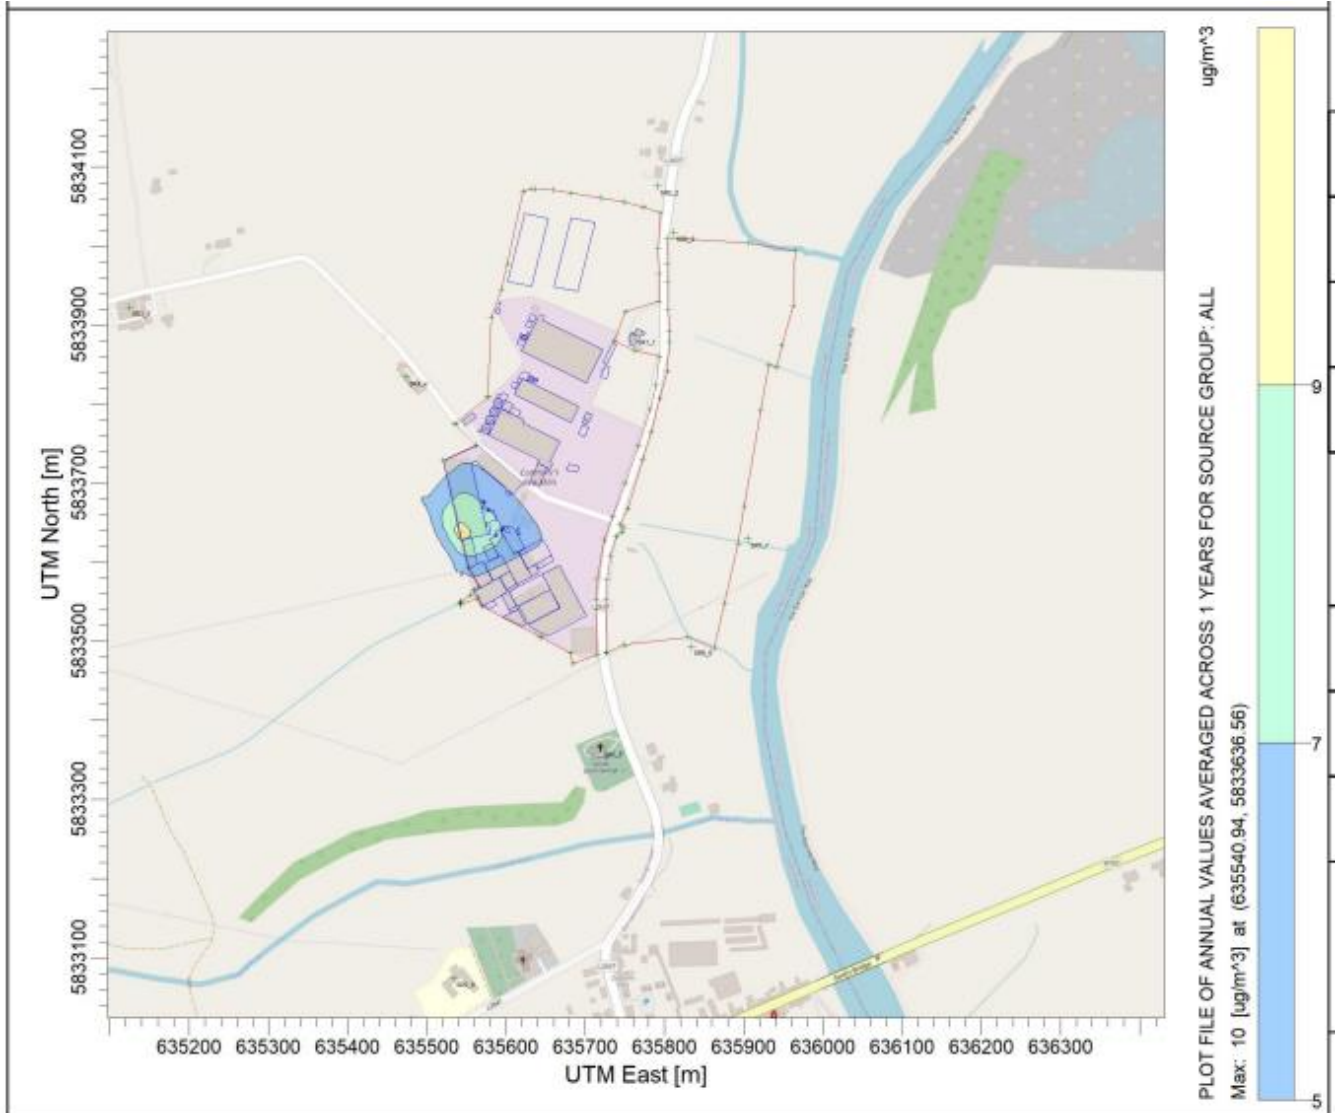 ug/m^3
5834100
5833900
5833700
5833500
5833300
5833100
UTM North [m]
635200 635300 635400 635500 635600 635700 635800 635900 636000 636100 636200 636300
UTM East [m]
PLOT FILE OF ANNUAL VALUES AVERAGED ACROSS 1 YEARS FOR SOURCE GROUP: ALL
Max: 10 [ug/m^3] at (635540.94, 5833636.56)
9
7
5